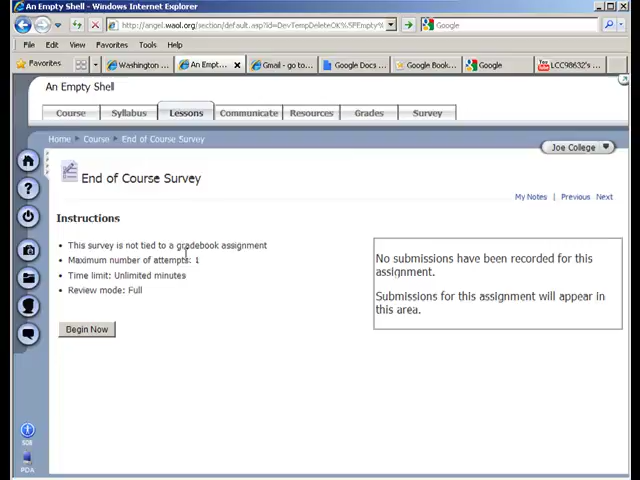 An Empty Shell - Windows Internet Explorer
http://angel.waol.org/section/default.asp?id=DevTempDeleteOK%5FEmpty
Google
File Edit View Favorites Tools Help
Favorites
Washington ...
An Empt...
Gmail - go to...
Google Docs ...
Google Book...
Google
LCC98632's ...
An Empty Shell
Course Syllabus Lessons Communicate Resources Grades Survey
Home » Course » End of Course Survey
Joe College
End of Course Survey
My Notes | Previous Next
Instructions
This survey is not tied to a gradebook assignment
Maximum number of attempts: 1
Time limit: Unlimited minutes
Review mode: Full
No submissions have been recorded for this
assignment.
Submissions for this assignment will appear in
this area.
Begin Now
PDA